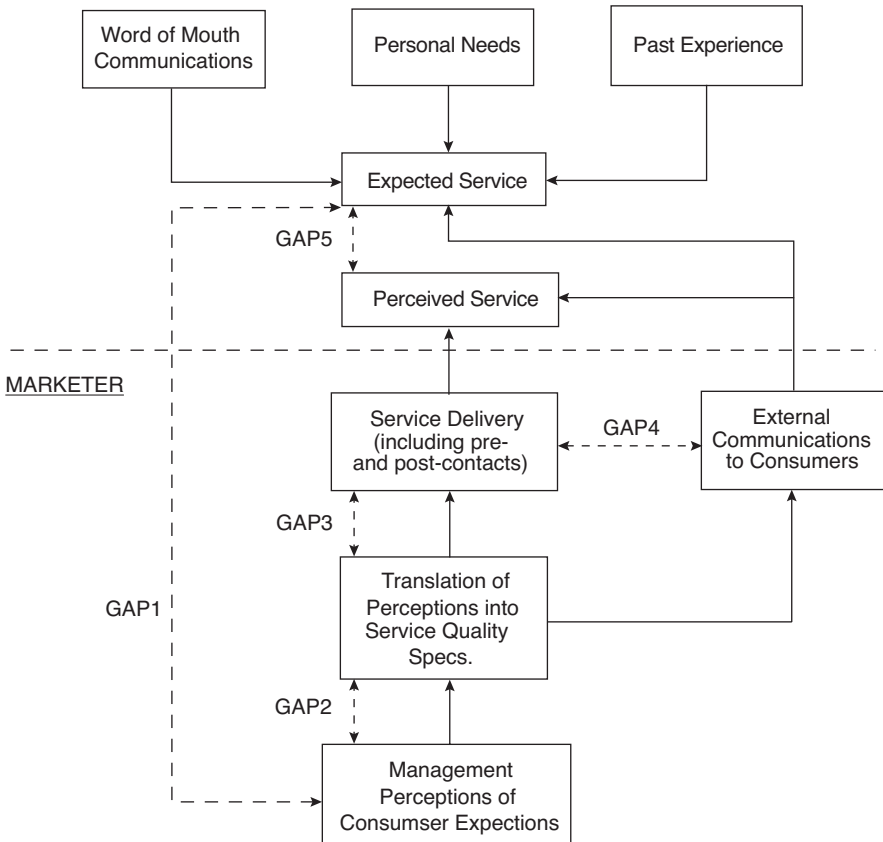 Word of Mouth
Communications
Personal Needs
Past Experience
Expected Service
GAP5
Perceived Service
MARKETER
Service Delivery
(including pre-
and post-contacts)
GAP4
External
Communications
to Consumers
GAP3
GAP1
Translation of
Perceptions into
Service Quality
Specs.
GAP2
Management
Perceptions of
Consumser Expections